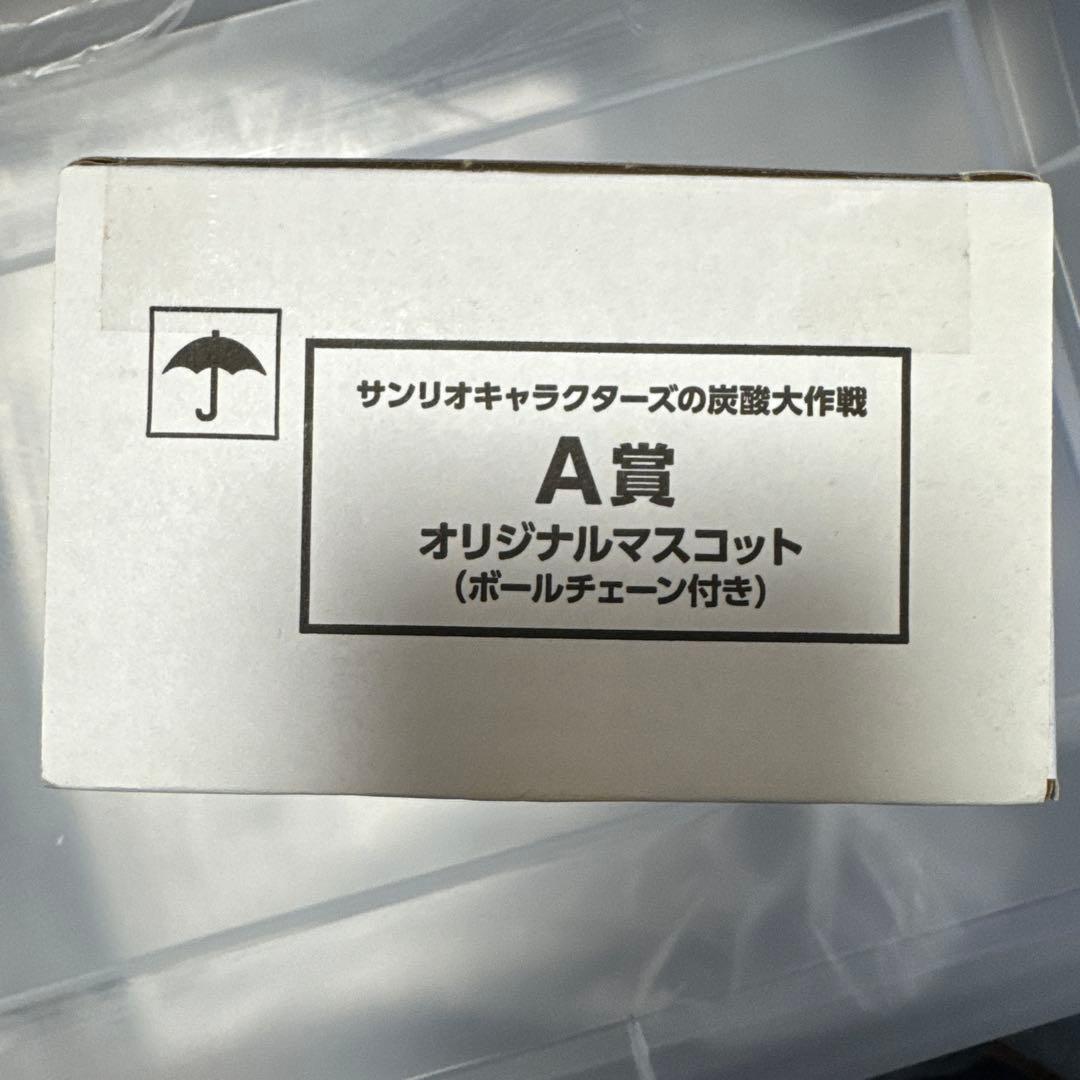 サンリオキャラクターズの炭酸大作戦
A賞
オリジナルマスコット
(ボールチェーン付き)